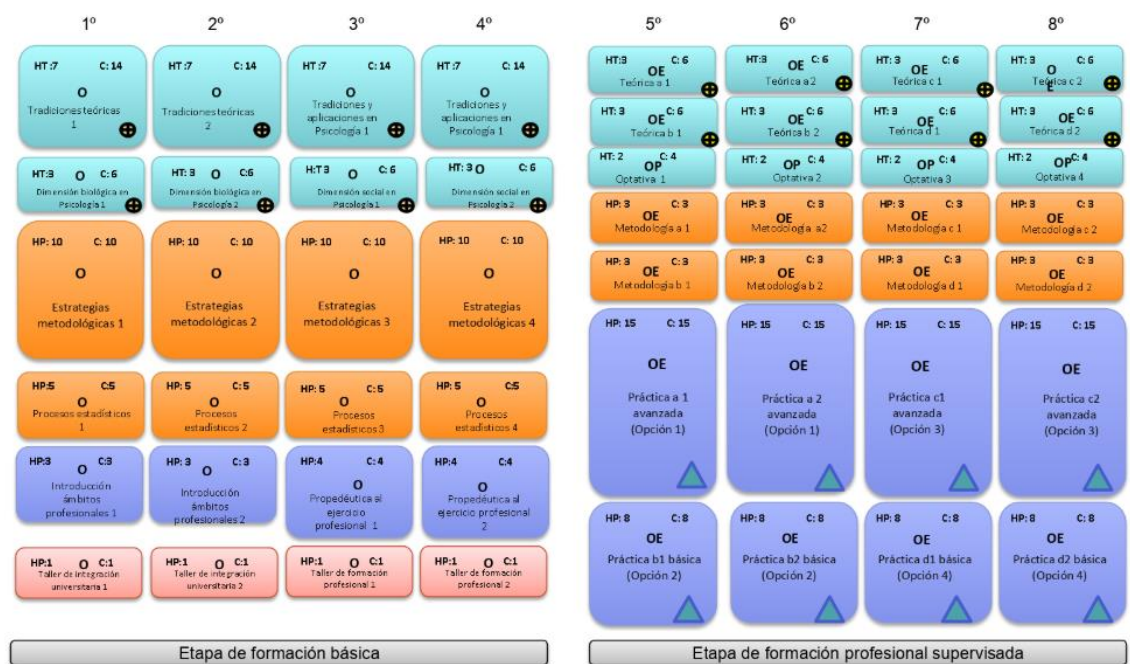 1º 2º 3º 4º 5º 6º 7º 8º
HT :7 C: 14
O
Tradiciones teóricas
1
HT :7 C: 14
O
Tradiciones teóricas
2
HT :7 C: 14
O
Tradiciones y
aplicaciones en
Psicología 1
HT :7 C: 14
O
Tradiciones y
aplicaciones en
Psicología 1
HT:3 O C: 6
Dimensión biológica en
Psicología 1
HT: 3 O C:6
Dimensión biológica en
Psicología 2
H:T 3 O C: 6
Dimensión social en
Psicología 1
HT: 3 O C: 6
Dimensión social en
Psicología 2
HP: 10 C: 10
O
Estrategias
metodológicas 1
HP: 10 C: 10
O
Estrategias
metodológicas 2
HP: 10 C: 10
O
Estrategias
metodológicas 3
HP: 10 C: 10
O
Estrategias
metodológicas 4
HP:5 C:5
O
Procesos estadísticos
1
HP: 5 C: 5
O
Procesos
estadísticos 2
HP: 5 C: 5
O
Procesos
estadísticos 3
HP: 5 C:5
O
Procesos
estadísticos 4
HP:3 O C:3
Introducción
ámbitos
profesionales 1
HP: 3 O C: 3
Introducción
ámbitos
profesionales 2
HP:4 C: 4
O
Propedéutica al
ejercicio
profesional 1
HP:4 C:4
O
Propedéutica al
ejercicio profesional
2
HP:1 O C:1
Taller de integración
universitaria 1
HP:1 O C:1
Taller de integración
universitaria 2
HP:1 O C:1
Taller de formación
profesional 1
HP:1 O C:1
Taller de formación
profesional 2
Etapa de formación básica
HT:3 OE C: 6
Teórica a 1
HT:3 OE C: 6
Teórica a2
HT: 3 OE C: 6
Teórica c 1
HT: 3 O C: 6
Teórica c 2
E
HT: 3 OE C:6
Teórica b 1
HT: 3 OE C:6
Teórica b 2
HT: 3 OE C:6
Teórica d 1
HT: 3 OE C: 6
Teórica d 2
HT: 2 OP C: 4
Optativa 1
HT: 2 OP C: 4
Optativa 2
HT: 2 OP C: 4
Optativa 3
HT: 2 OP C: 4
Optativa 4
HP: 3 C: 3
OE
Metodología a 1
HP: 3 C: 3
OE
Metodología a2
HP: 3 C: 3
OE
Metodología c 1
HP: 3 C: 3
OE
Metodología c 2
HP: 3 C: 3
OE
Metodología b 1
HP: 3 C: 3
OE
Metodología b 2
HP: 3 C: 3
OE
Metodología d 1
HP: 3 C: 3
OE
Metodología d 2
HP: 15 C: 15
OE
Práctica a 1
avanzada
(Opción 1)
HP: 15 C: 15
OE
Práctica a 2
avanzada
(Opción 1)
HP: 15 C: 15
OE
Práctica c1
avanzada
(Opción 3)
HP: 15 C: 15
OE
Práctica c2
avanzada
(Opción 3)
HP: 8 C: 8
OE
Práctica b1 básica
(Opción 2)
HP: 8 C: 8
OE
Práctica b2 básica
(Opción 2)
HP: 8 C: 8
OE
Práctica d1 básica
(Opción 4)
HP: 8 C: 8
OE
Práctica d2 básica
(Opción 4)
Etapa de formación profesional supervisada